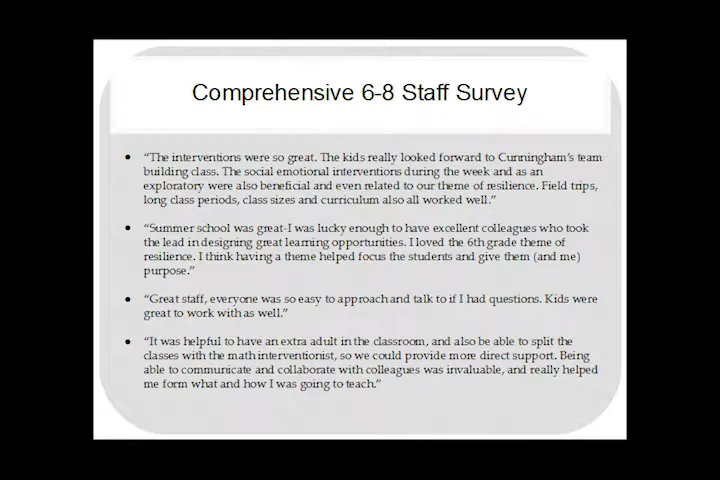 Comprehensive 6-8 Staff Survey
• “The interventions were so great. The kids really looked forward to Cunningham’s team
building class. The social emotional interventions during the week and as an
exploratory were also beneficial and even related to our theme of resilience. Field trips,
long class periods, class sizes and curriculum also all worked well.”
• “Summer school was great-I was lucky enough to have excellent colleagues who took
the lead in designing great learning opportunities. I loved the 6th grade theme of
resilience. I think having a theme helped focus the students and give them (and me)
purpose.”
• “Great staff, everyone was so easy to approach and talk to if I had questions. Kids were
great to work with as well.”
• “It was helpful to have an extra adult in the classroom, and also be able to split the
classes with the math interventionist, so we could provide more direct support. Being
able to communicate and collaborate with colleagues was invaluable, and really helped
me form what and how I was going to teach.”